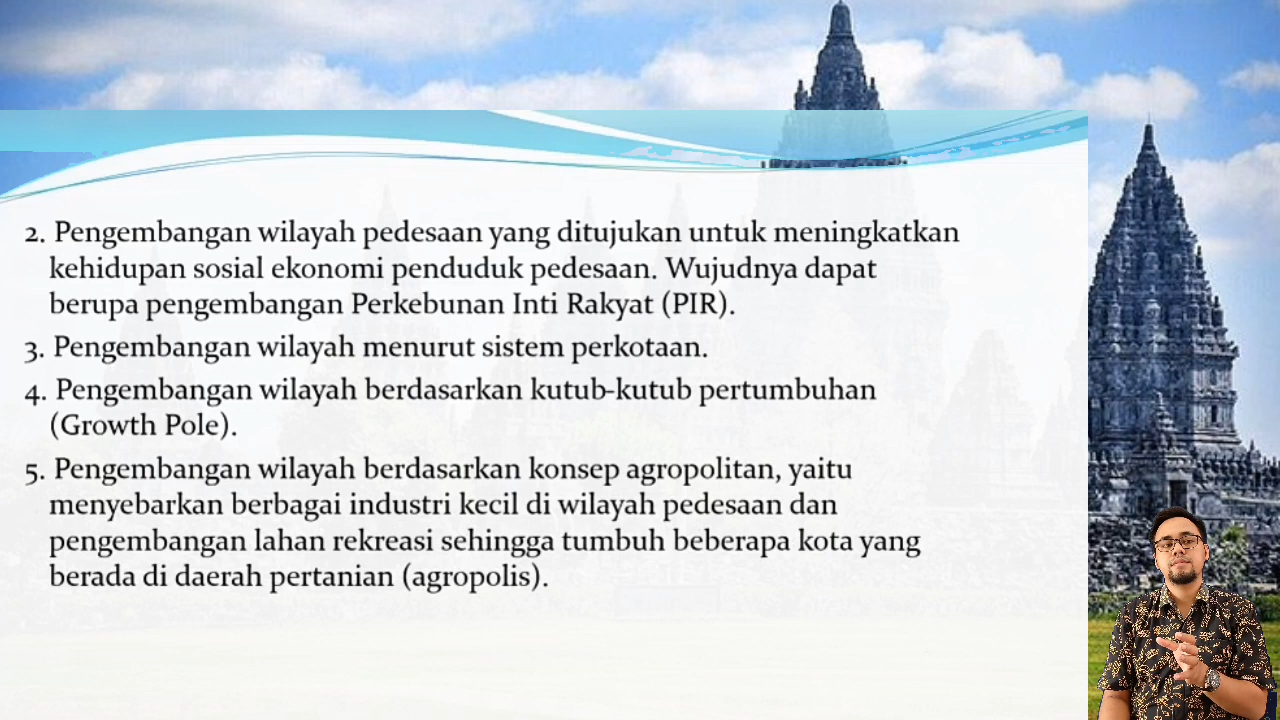 2. Pengembangan wilayah pedesaan yang ditujukan untuk meningkatkan
kehidupan sosial ekonomi penduduk pedesaan. Wujudnya dapat
berupa pengembangan Perkebunan Inti Rakyat (PIR).
3. Pengembangan wilayah menurut sistem perkotaan.
4. Pengembangan wilayah berdasarkan kutub-kutub pertumbuhan
(Growth Pole).
5. Pengembangan wilayah berdasarkan konsep agropolitan, yaitu
menyebarkan berbagai industri kecil di wilayah pedesaan dan
pengembangan lahan rekreasi sehingga tumbuh beberapa kota yang
berada di daerah pertanian (agropolis).